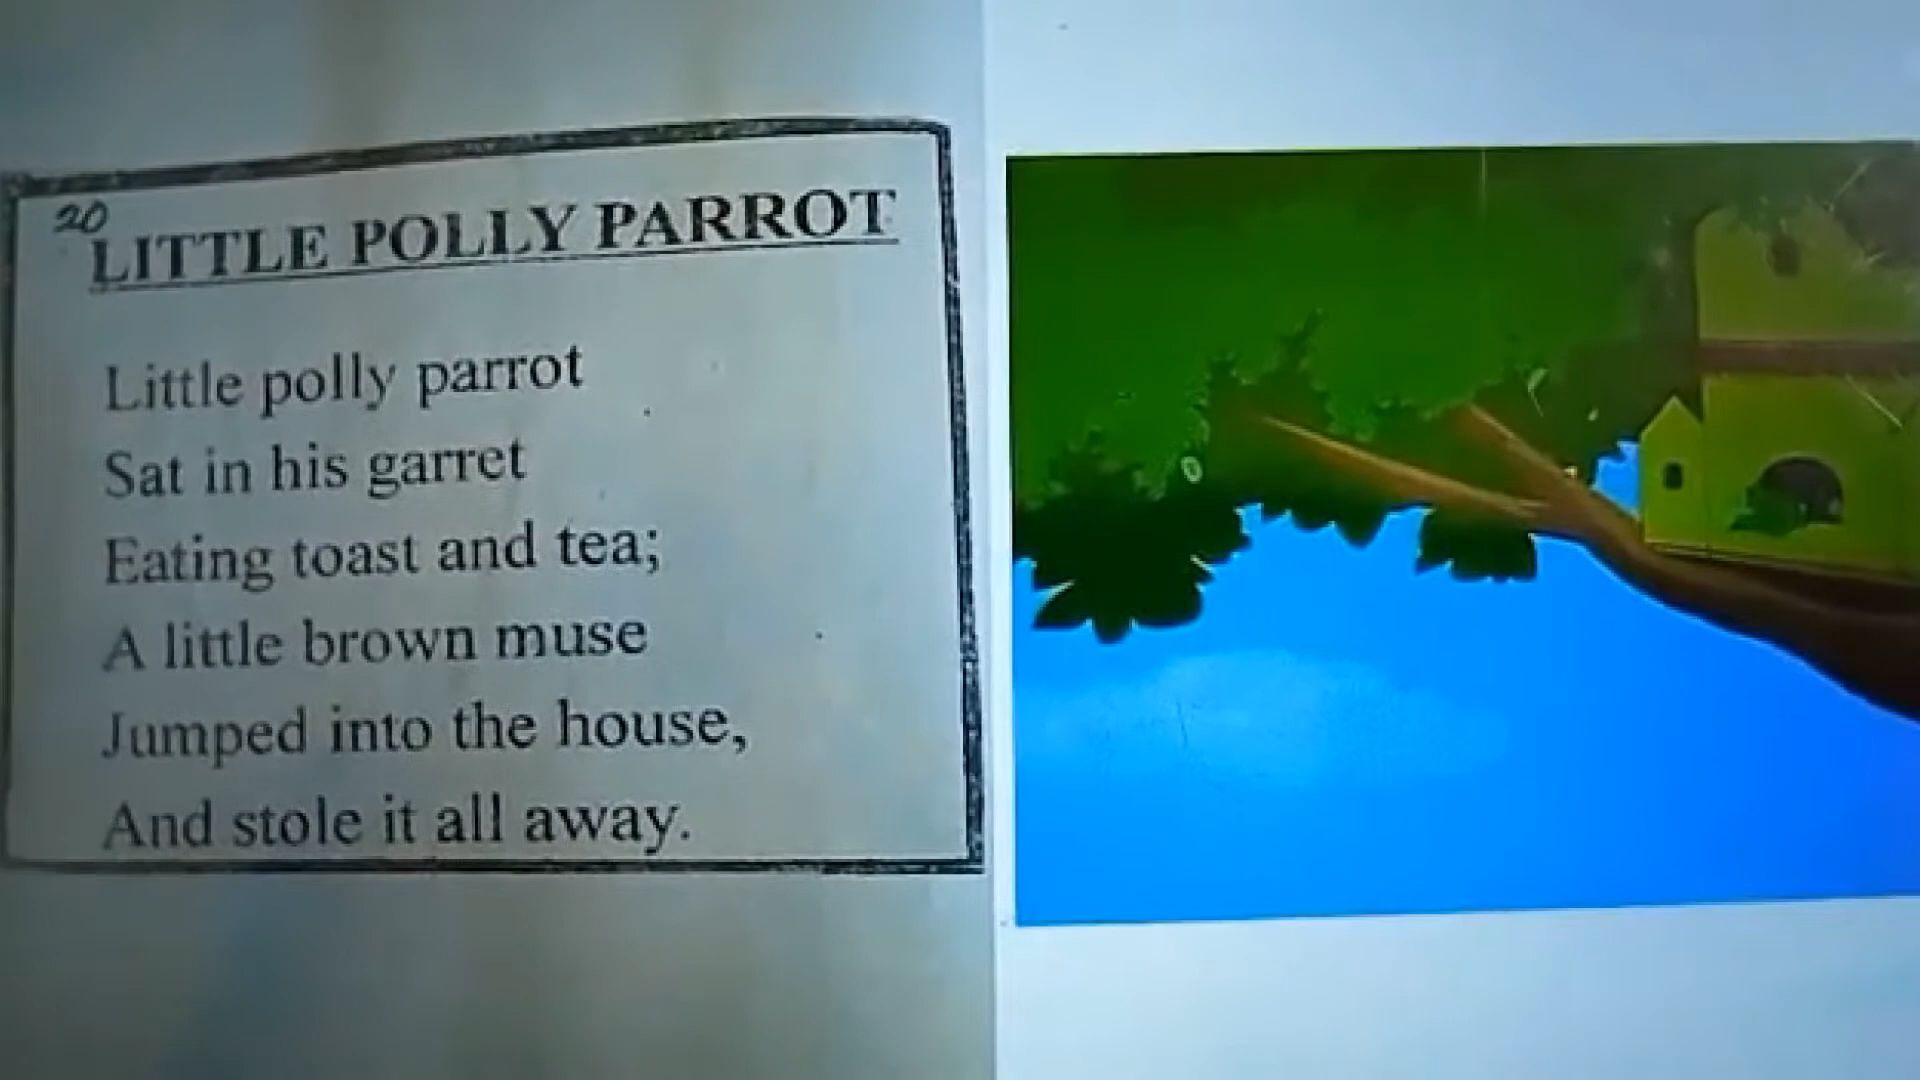 20
LITTLE POLLY PARROT
Little polly parrot
Sat in his garret
Eating toast and tea;
A little brown muse
Jumped into the house,
And stole it all away.